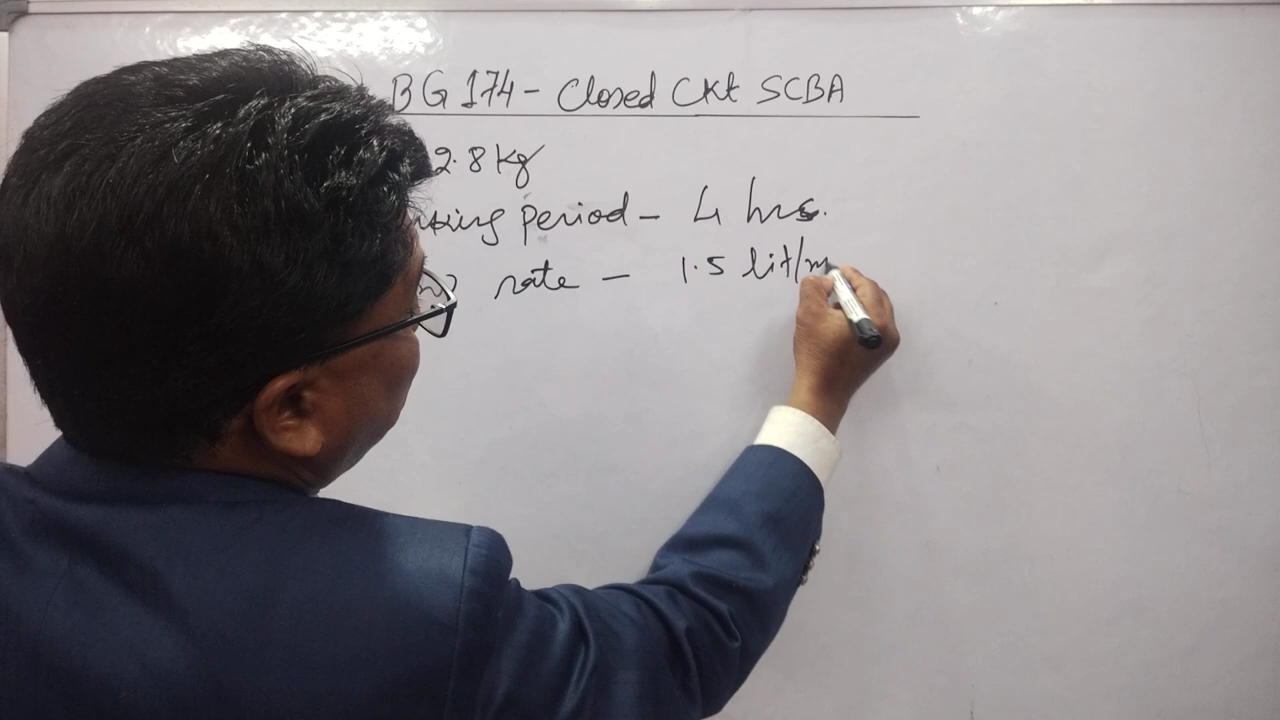 BG 174 - Closed Ckt SCBA
2.8 kg
period - 4 hrs.
rate - 1.5 lit/m